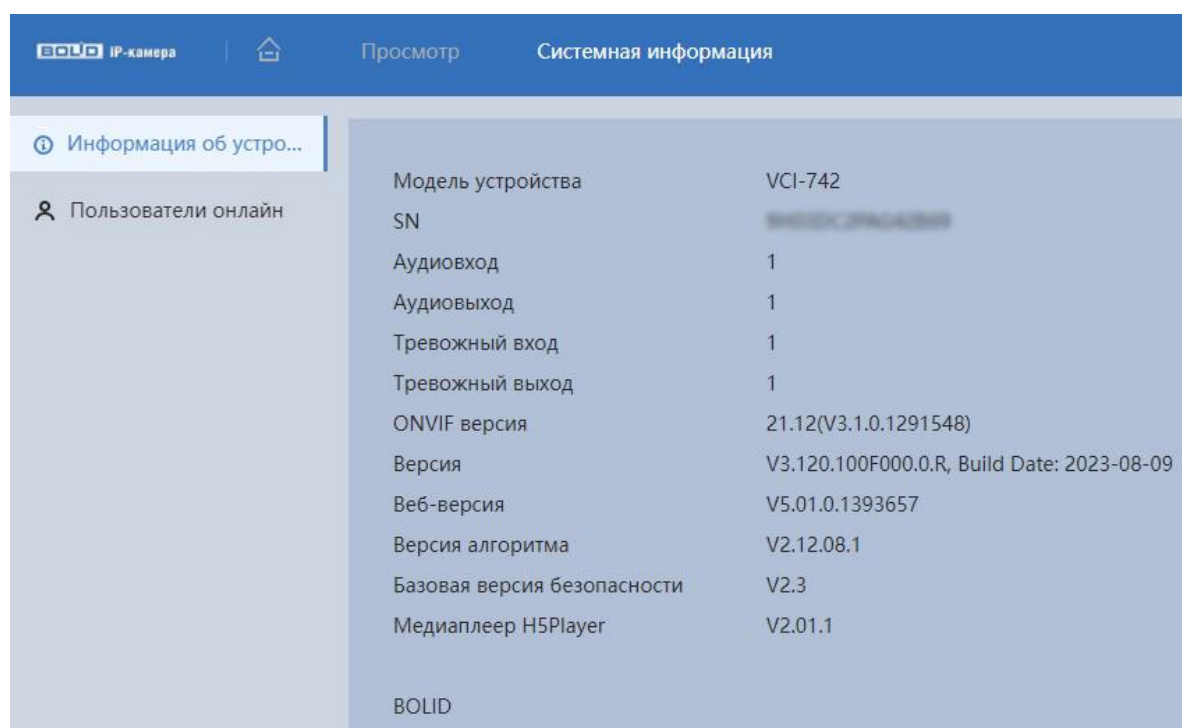 BOLID IP-камера Просмотр Системная информация
Информация об устро...
Пользователи онлайн
Модель устройства VCI-742
SN
Аудиовход 1
Аудиовыход 1
Тревожный вход 1
Тревожный выход 1
ONVIF версия 21.12(V3.1.0.1291548)
Версия V3.120.100F000.0.R, Build Date: 2023-08-09
Веб-версия V5.01.0.1393657
Версия алгоритма V2.12.08.1
Базовая версия безопасности V2.3
Медиаплеер H5Player V2.01.1
BOLID